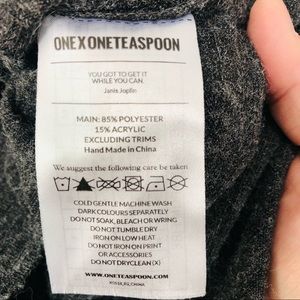 ONEXONETEASPOON
YOU GOT TO GET IT
WHILE YOU CAN.
Janis Joplin
MAIN: 85% POLYESTER
15% ACRYLIC
EXCLUDING TRIMS
Hand Made in China
We suggest the following care be taken
COLD GENTLE MACHINE WASH
DARK COLOURS SEPARATELY
DO NOT SOAK, BLEACH OR WRING
DO NOT TUMBLE DRY
IRON ON LOW HEAT
DO NOT IRON ON PRINT
OR ACCESSORIES
DO NOT DRYCLEAN (X)
WWW.ONETEASPOON.COM